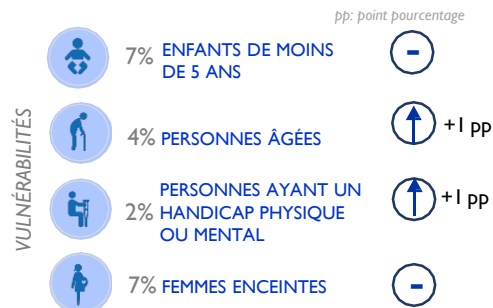 pp: point pourcentage
VULNÉRABILITÉS
7% ENFANTS DE MOINS
DE 5 ANS
-
4% PERSONNES ÂGÉES
+1 pp
2% PERSONNES AYANT UN
HANDICAP PHYSIQUE
OU MENTAL
+1 pp
7% FEMMES ENCEINTES
-